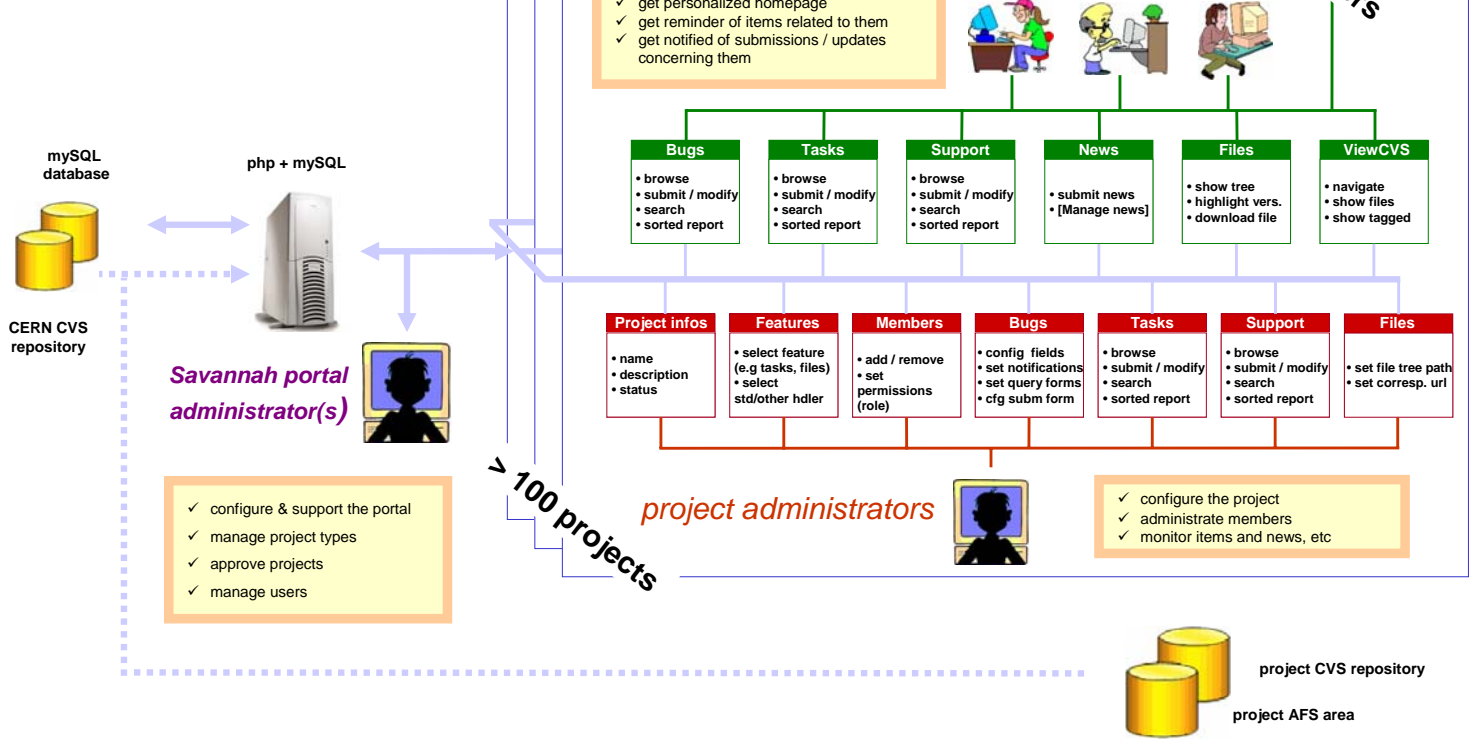 ✓ get personalized homepage
✓ get reminder of items related to them
✓ get notified of submissions / updates
concerning them
mySQL
database
php + mySQL
CERN CVS
repository
Savannah portal
administrator(s)
✓ configure & support the portal
✓ manage project types
✓ approve projects
✓ manage users
> 100 projects
Bugs
• browse
• submit / modify
• search
• sorted report
Tasks
• browse
• submit / modify
• search
• sorted report
Support
• browse
• submit / modify
• search
• sorted report
News
• submit news
• [Manage news]
Files
• show tree
• highlight vers.
• download file
ViewCVS
• navigate
• show files
• show tagged
Project infos
• name
• description
• status
Features
• select feature
(e.g tasks, files)
• select
std/other hdler
Members
• add / remove
• set
permissions
(role)
Bugs
• config fields
• set notifications
• set query forms
• cfg subm form
Tasks
• browse
• submit / modify
• search
• sorted report
Support
• browse
• submit / modify
• search
• sorted report
Files
• set file tree path
• set corresp. url
project administrators
✓ configure the project
✓ administrate members
✓ monitor items and news, etc
project CVS repository
project AFS area